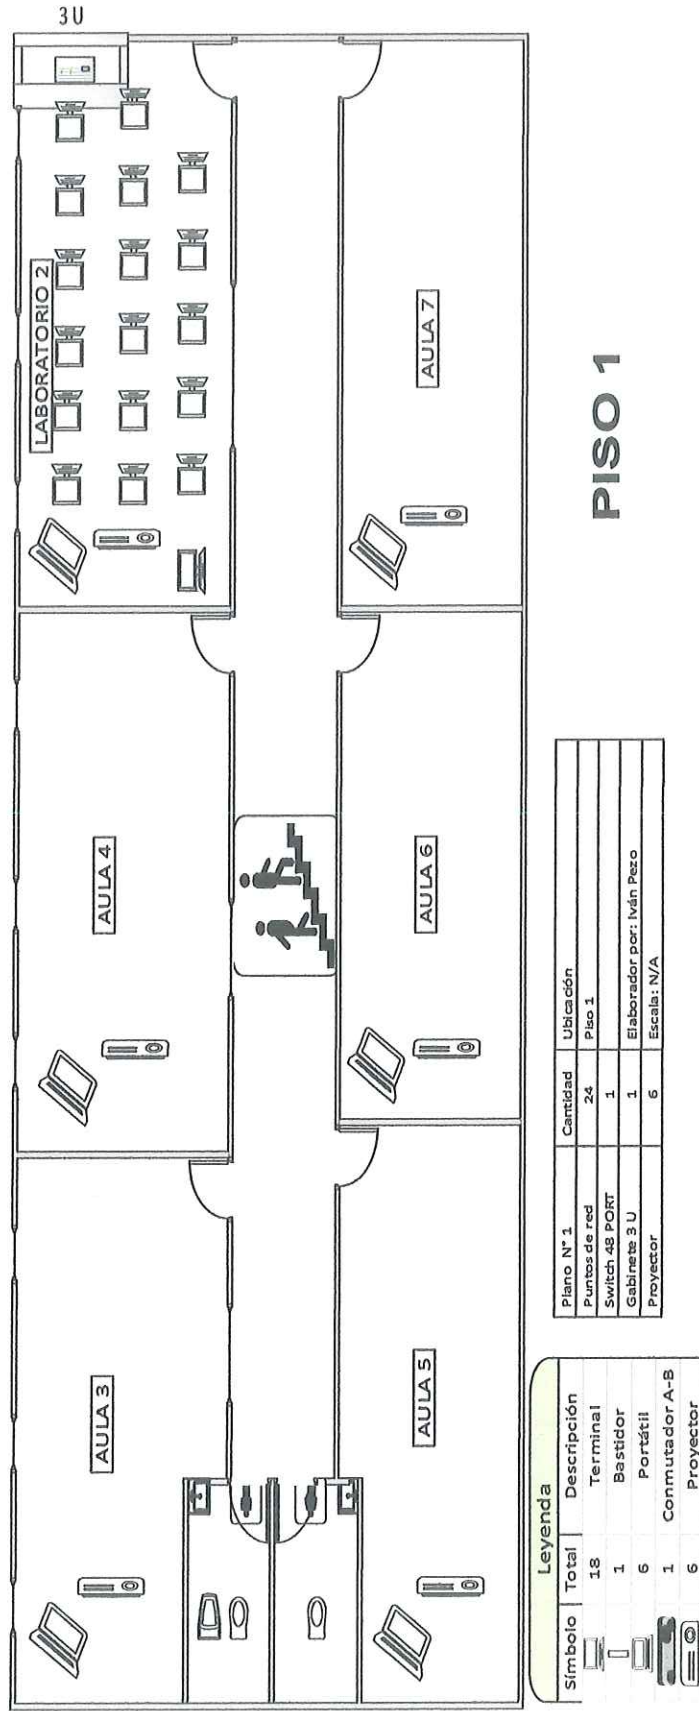 3U
LABORATORIO 2
AULA 4
AULA 3
AULA 7
AULA 6
AULA 5
PISO 1
Plano N° 1 Cantidad Ubicación
Puntos de red 24 Piso 1
Switch 48 PORT 1
Gabinete 3 U 1 Elaborador por: Iván Pezo
Proyector 6 Escala: N/A
Leyenda
Símbolo Total Descripción
18 Terminal
1 Bastidor
6 Portátil
1 Conmutador A-B
6 Proyector